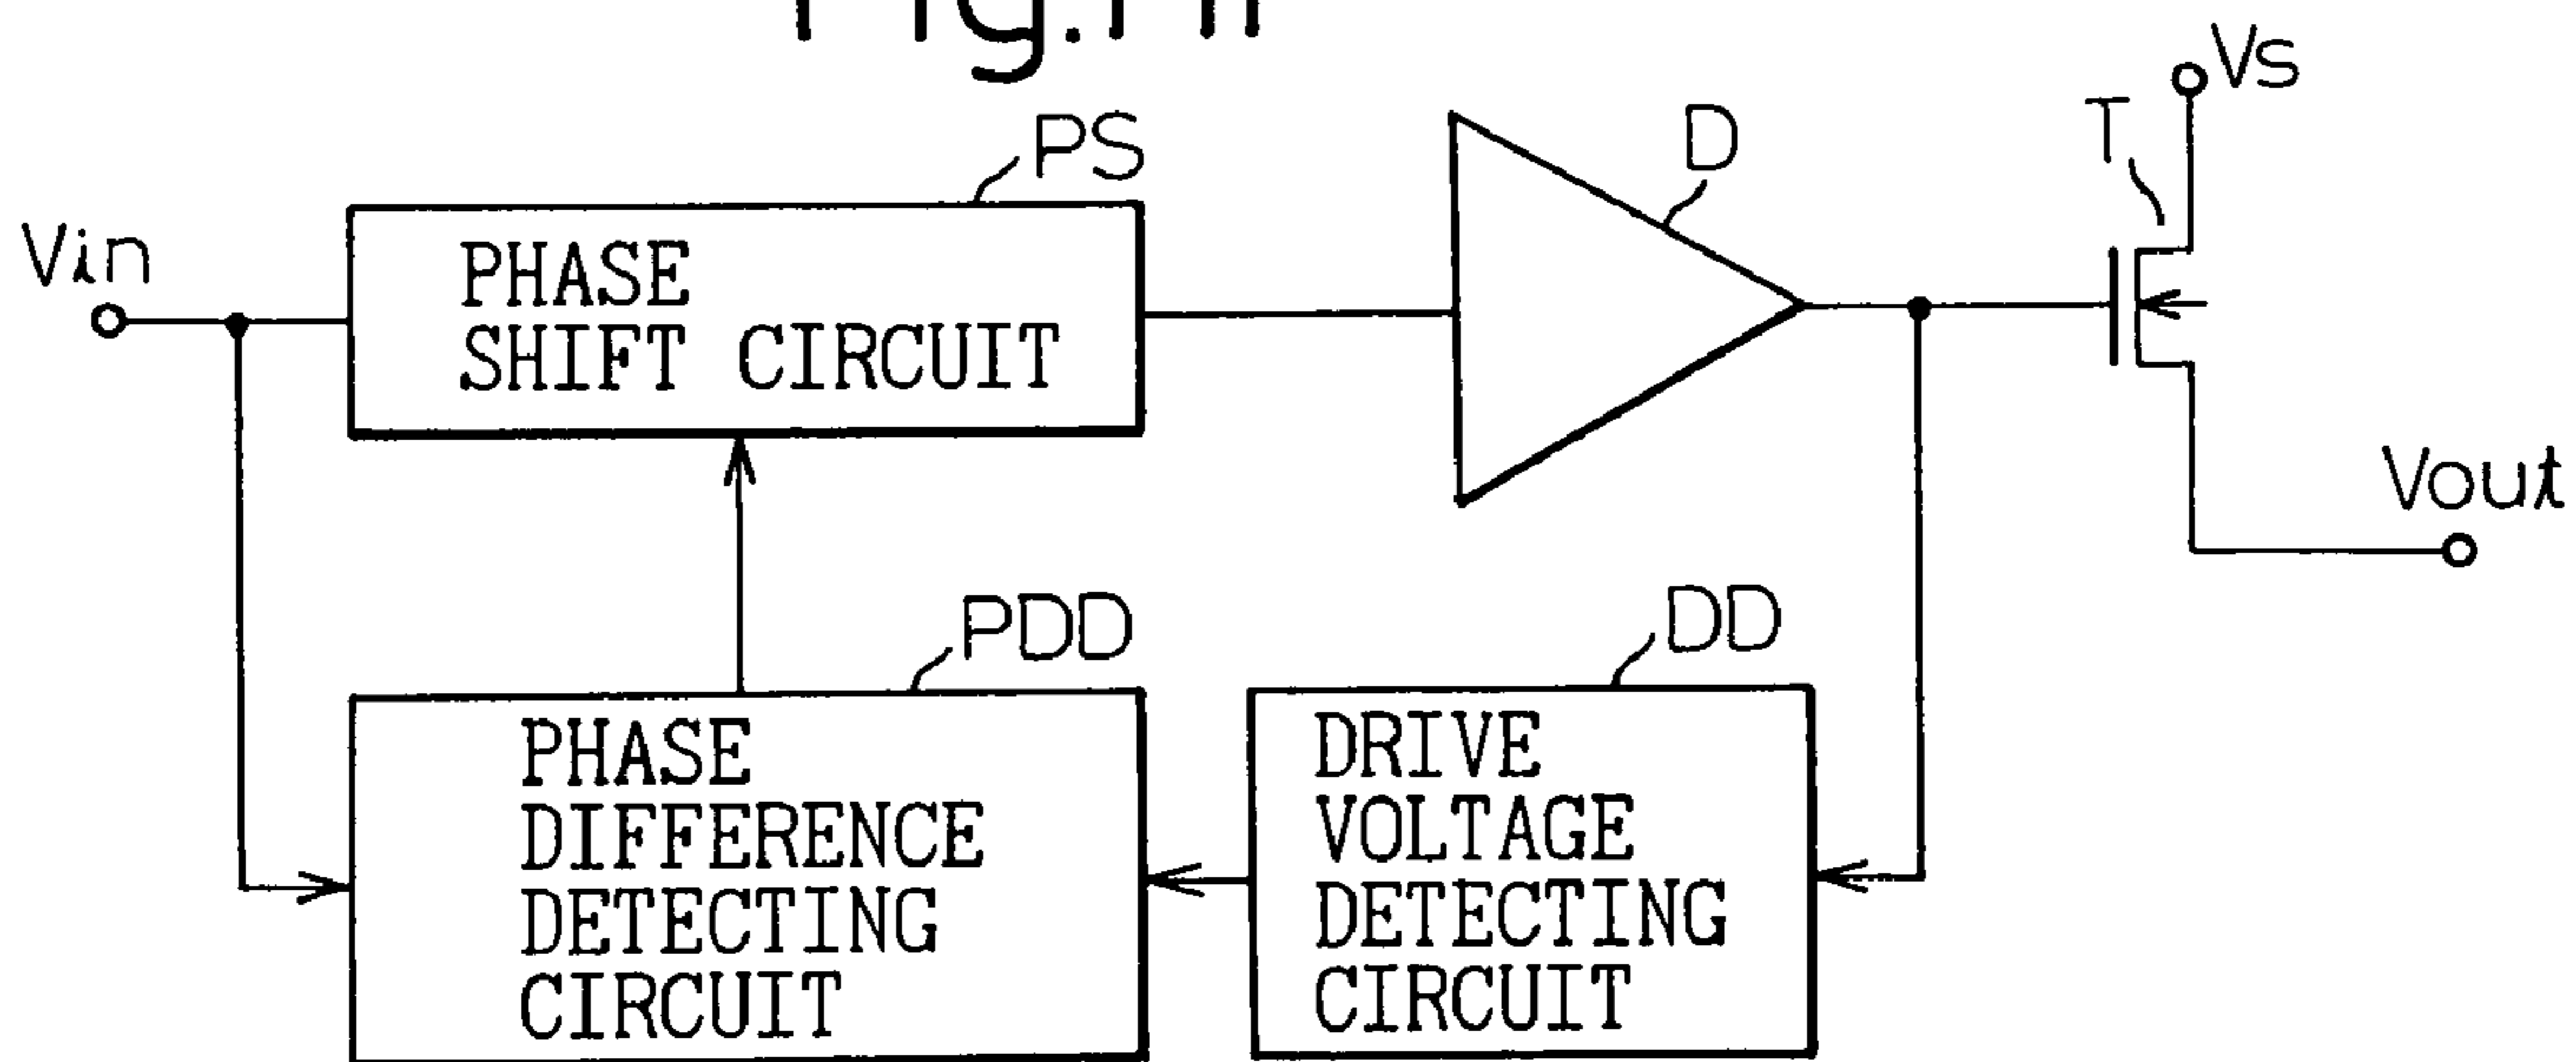 Vs
PS
D
T
Vin
PHASE
SHIFT CIRCUIT
Vout
PDD
DD
PHASE
DIFFERENCE
DETECTING
CIRCUIT
DRIVE
VOLTAGE
DETECTING
CIRCUIT